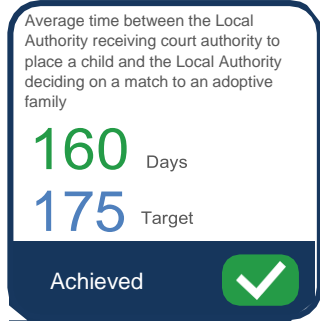 Average time between the Local
Authority receiving court authority to
place a child and the Local Authority
deciding on a match to an adoptive
family
160 Days
175 Target
Achieved